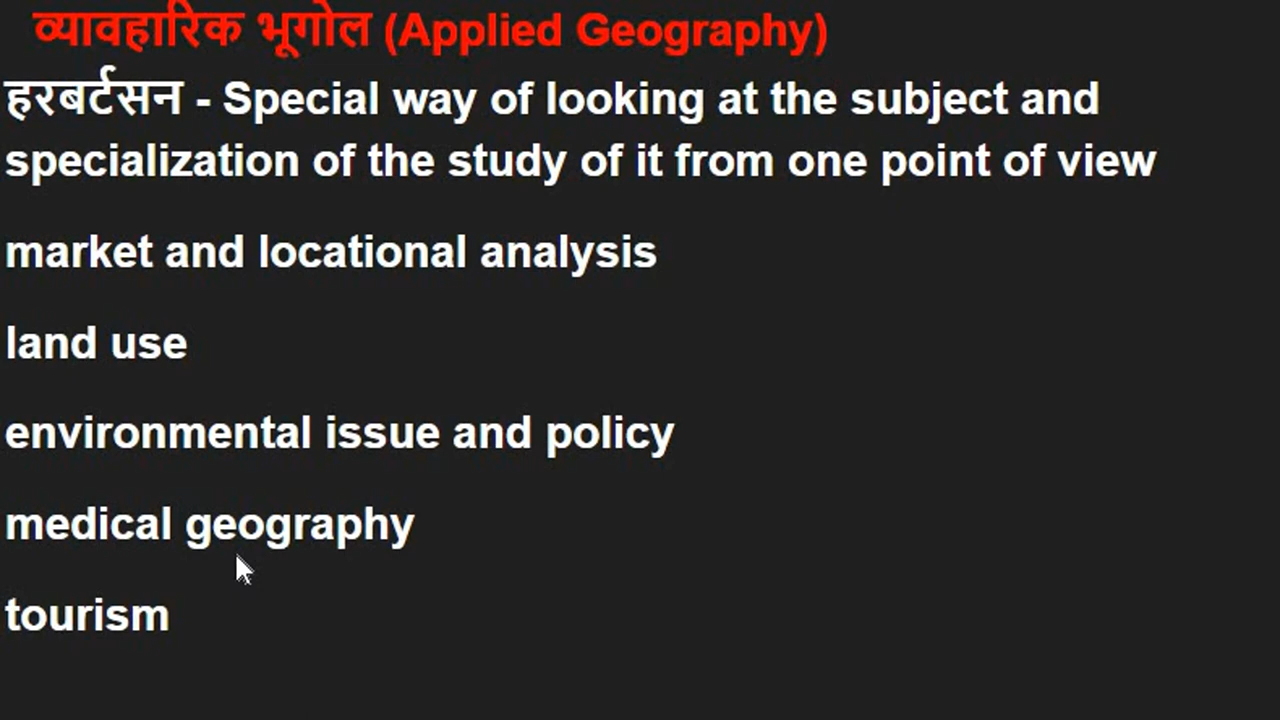 व्यावहारिक भूगोल (Applied Geography)
हरबर्टसन - Special way of looking at the subject and
specialization of the study of it from one point of view
market and locational analysis
land use
environmental issue and policy
medical geography
tourism